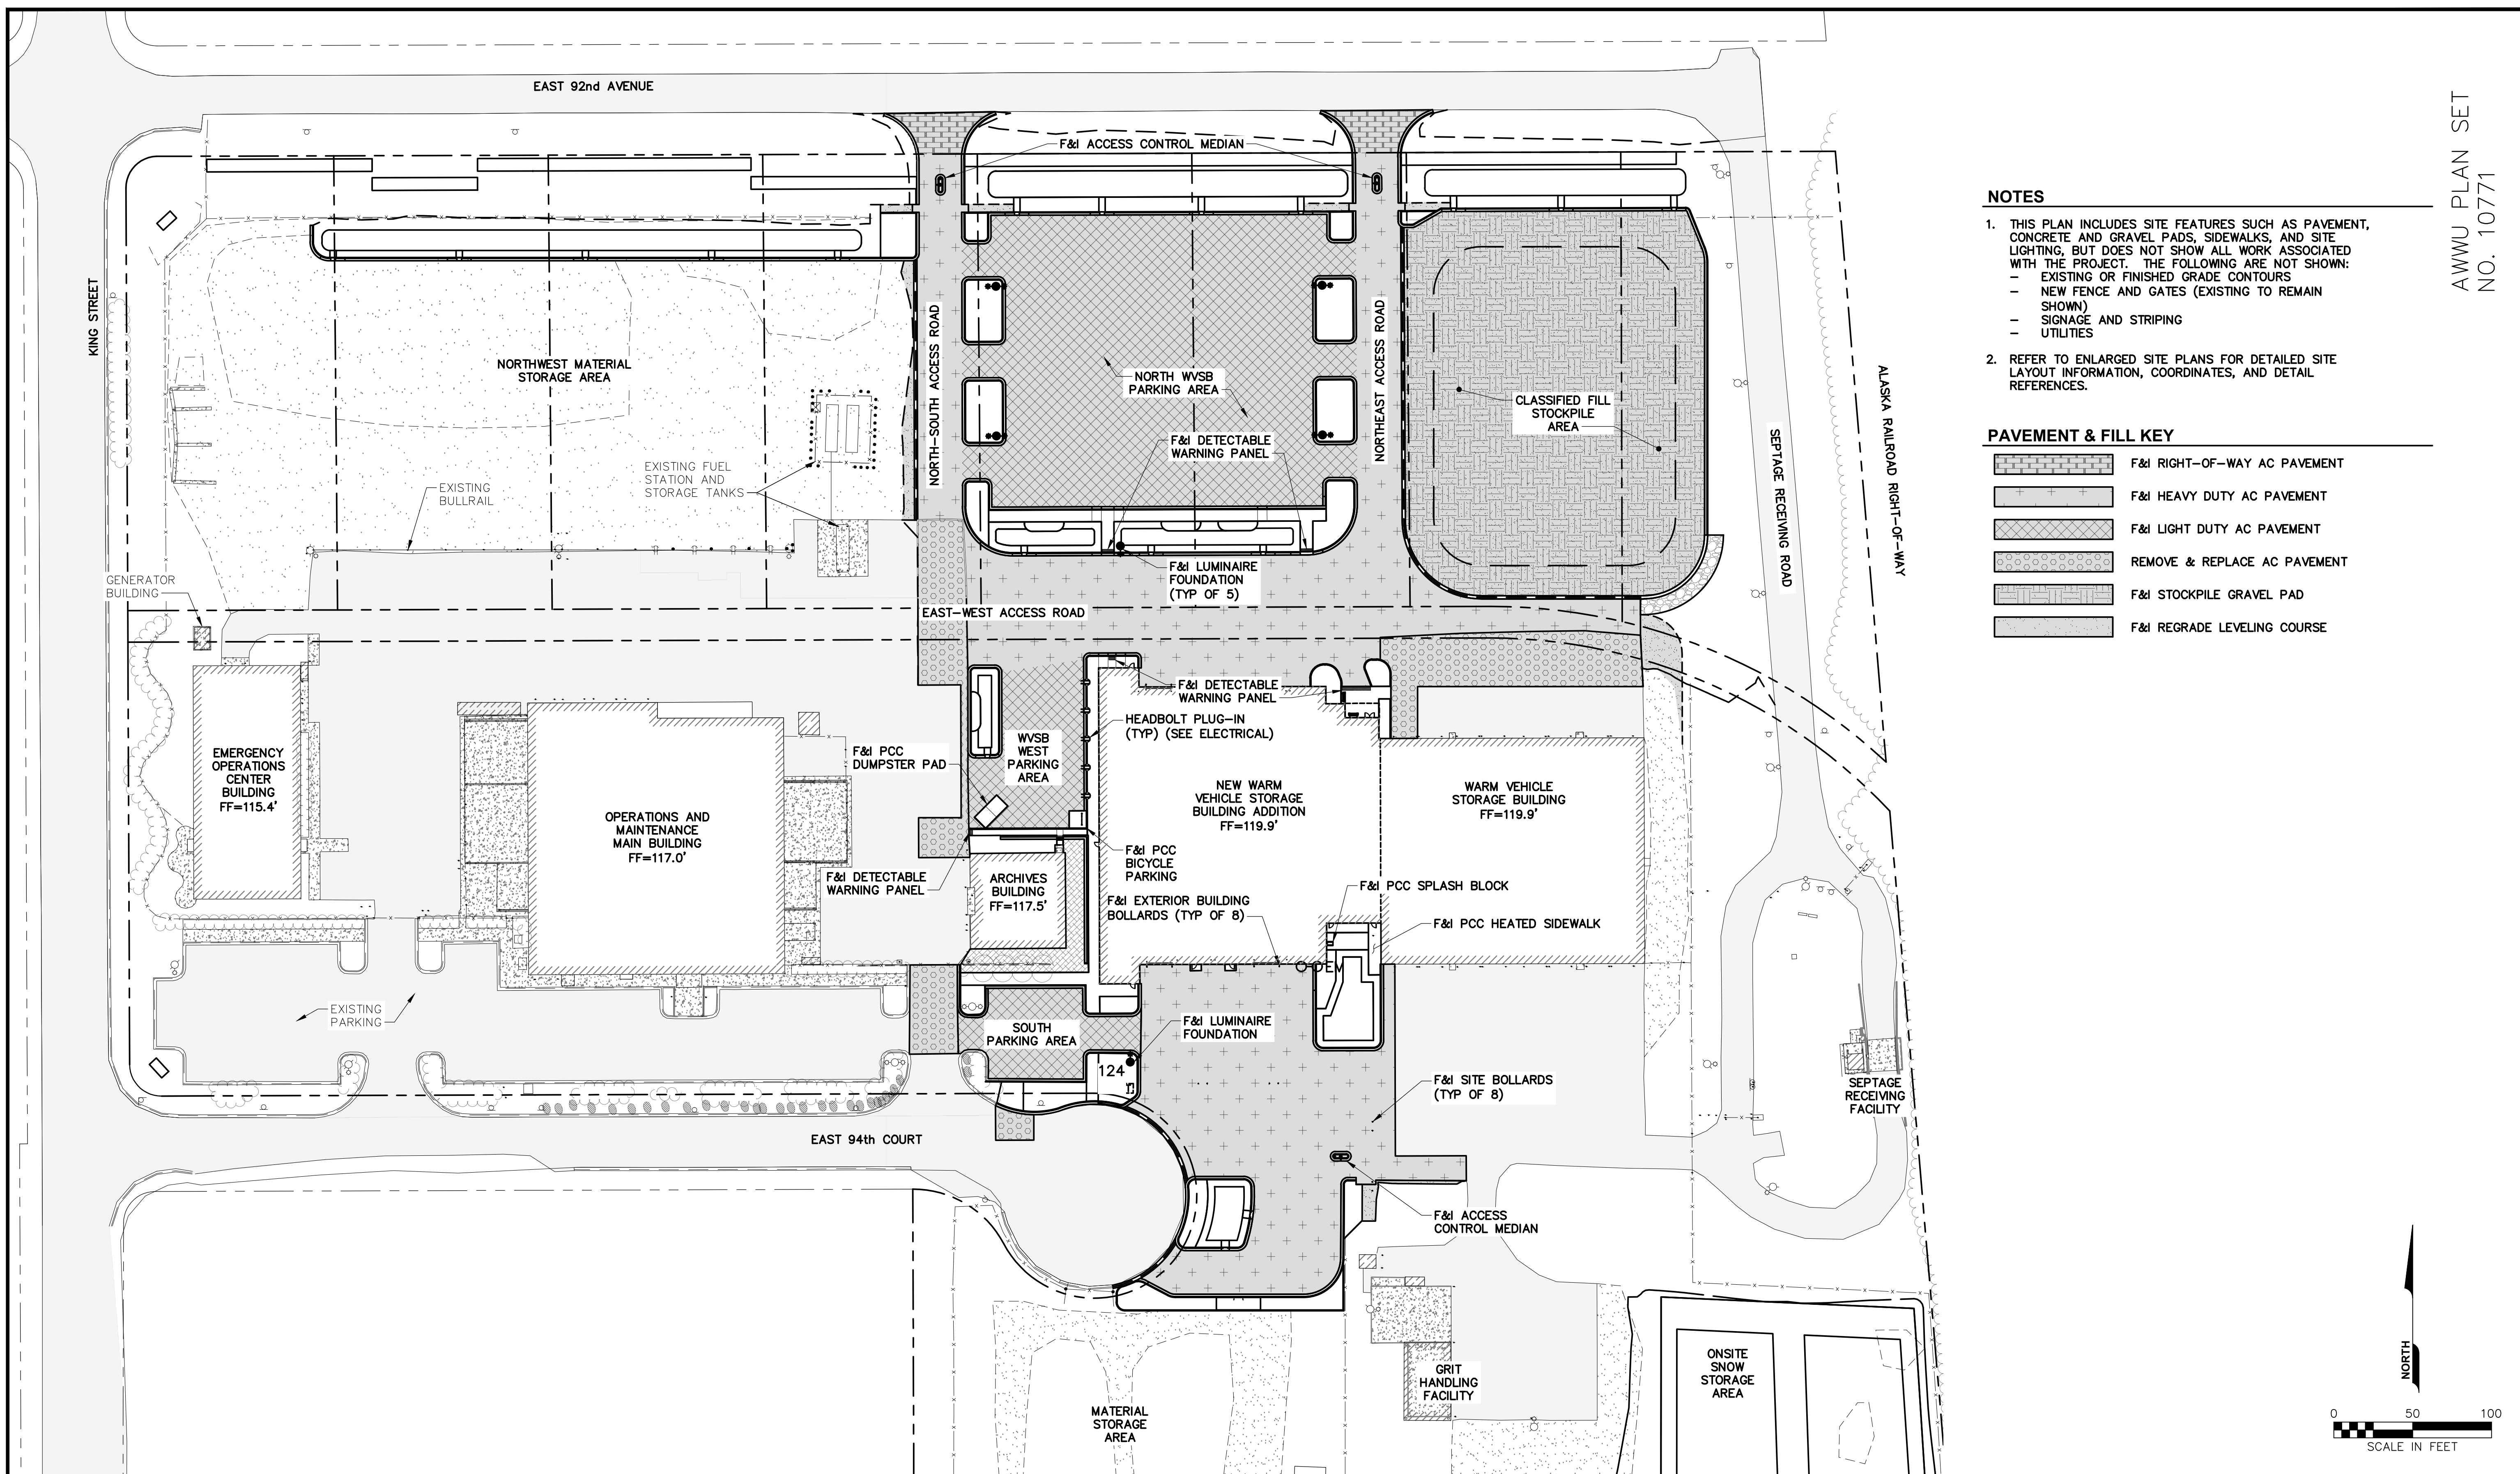 EAST 92nd AVENUE
F&I ACCESS CONTROL MEDIAN
KING STREET
NORTHWEST MATERIAL
STORAGE AREA
NORTH-SOUTH ACCESS ROAD
NORTH WVSB
PARKING AREA
NORTHEAST ACCESS ROAD
CLASSIFIED FILL
STOCKPILE
AREA
F&I DETECTABLE
WARNING PANEL
EXISTING FUEL
STATION AND
STORAGE TANKS
EXISTING
BULLRAIL
SEPTAGE RECEIVING ROAD
ALASKA RAILROAD RIGHT-OF-WAY
GENERATOR
BUILDING
F&I LUMINAIRE
FOUNDATION
(TYP OF 5)
EAST-WEST ACCESS ROAD
F&I DETECTABLE
WARNING PANEL
HEADBOLT PLUG-IN
(TYP) (SEE ELECTRICAL)
F&I PCC
DUMPSTER PAD
WVSB
WEST
PARKING
AREA
EMERGENCY
OPERATIONS
CENTER
BUILDING
FF=115.4'
OPERATIONS AND
MAINTENANCE
MAIN BUILDING
FF=117.0'
NEW WARM
VEHICLE STORAGE
BUILDING ADDITION
FF=119.9'
WARM VEHICLE
STORAGE BUILDING
FF=119.9'
F&I PCC
BICYCLE
PARKING
F&I DETECTABLE
WARNING PANEL
ARCHIVES
BUILDING
FF=117.5'
F&I EXTERIOR BUILDING
BOLLARDS (TYP OF 8)
F&I PCC SPLASH BLOCK
F&I PCC HEATED SIDEWALK
EXISTING
PARKING
SOUTH
PARKING AREA
F&I LUMINAIRE
FOUNDATION
124
F&I SITE BOLLARDS
(TYP OF 8)
SEPTAGE
RECEIVING
FACILITY
EAST 94th COURT
F&I ACCESS
CONTROL MEDIAN
GRIT
HANDLING
FACILITY
ONSITE
SNOW
STORAGE
AREA
MATERIAL
STORAGE
AREA
NOTES
1. THIS PLAN INCLUDES SITE FEATURES SUCH AS PAVEMENT,
CONCRETE AND GRAVEL PADS, SIDEWALKS, AND SITE
LIGHTING, BUT DOES NOT SHOW ALL WORK ASSOCIATED
WITH THE PROJECT. THE FOLLOWING ARE NOT SHOWN:
- EXISTING OR FINISHED GRADE CONTOURS
- NEW FENCE AND GATES (EXISTING TO REMAIN
SHOWN)
- SIGNAGE AND STRIPING
- UTILITIES
2. REFER TO ENLARGED SITE PLANS FOR DETAILED SITE
LAYOUT INFORMATION, COORDINATES, AND DETAIL
REFERENCES.
PAVEMENT & FILL KEY
F&I RIGHT-OF-WAY AC PAVEMENT
F&I HEAVY DUTY AC PAVEMENT
F&I LIGHT DUTY AC PAVEMENT
REMOVE & REPLACE AC PAVEMENT
F&I STOCKPILE GRAVEL PAD
F&I REGRADE LEVELING COURSE
AWWU PLAN SET
NO. 10771
NORTH
0 50 100
SCALE IN FEET